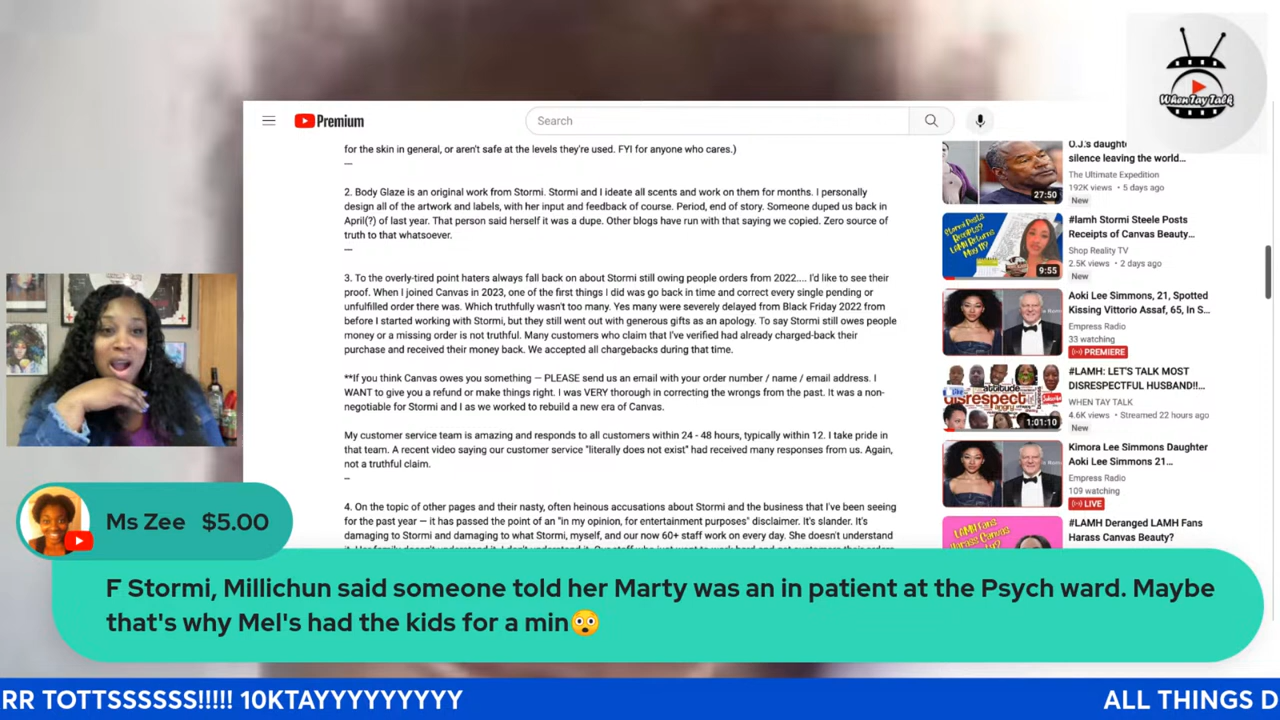 WhenTayTalk
Premium
Search
for the skin in general, or aren't safe at the levels they're used. FYI for anyone who cares.)
---
2. Body Glaze is an original work from Stormi. Stormi and I ideate all scents and work on them for months. I personally
design all of the artwork and labels, with her input and feedback of course. Period, end of story. Someone duped us back in
April(?) of last year. That person said herself it was a dupe. Other blogs have run with that saying we copied. Zero source of
truth to that whatsoever.
---
3. To the overly-tired point haters always fall back on about Stormi still owing people orders from 2022.... I'd like to see their
proof. When I joined Canvas in 2023, one of the first things I did was go back in time and correct every single pending or
unfulfilled order there was. Which truthfully wasn't too many. Yes many were severely delayed from Black Friday 2022 from
before I started working with Stormi, but they still went out with generous gifts as an apology. To say Stormi still owes people
money or a missing order is not truthful. Many customers who claim that I've verified had already charged-back their
purchase and received their money back. We accepted all chargebacks during that time.
**If you think Canvas owes you something — PLEASE send us an email with your order number / name / email address. I
WANT to give you a refund or make things right. I was VERY thorough in correcting the wrongs from the past. It was a non-
negotiable for Stormi and I as we worked to rebuild a new era of Canvas.
My customer service team is amazing and responds to all customers within 24 - 48 hours, typically within 12. I take pride in
that team. A recent video saying our customer service "literally does not exist" had received many responses from us. Again,
not a truthful claim.
--
4. On the topic of other pages and their nasty, often heinous accusations about Stormi and the business that I've been seeing
for the past year — it has passed the point of an "in my opinion, for entertainment purposes" disclaimer. It's slander. It's
damaging to Stormi and damaging to what Stormi, myself, and our now 60+ staff work on every day. She doesn't understand
O.J.'s daught
silence leaving the world...
The Ultimate Expedition
192K views • 5 days ago
New
27:50
#lamh Stormi Steele Posts
Receipts of Canvas Beauty...
Shop Reality TV
2.5K views • 2 days ago
New
9:55
Aoki Lee Simmons, 21, Spotted
Kissing Vittorio Assaf, 65, In S...
Empress Radio
33 watching
PREMIERE
#LAMH: LET'S TALK MOST
DISRESPECTFUL HUSBAND!!...
WHEN TAY TALK
4.6K views • Streamed 22 hours ago
New
attitude
disrespect
1:01:10
Kimora Lee Simmons Daughter
Aoki Lee Simmons 21...
Empress Radio
109 watching
LIVE
#LAMH Deranged LAMH Fans
Harass Canvas Beauty?
Ms Zee $5.00
F Stormi, Millichun said someone told her Marty was an in patient at the Psych ward. Maybe
that's why Mel's had the kids for a min😲
RR TOTTSSSSSS!!!!! 10KTAYYYYYYYYY
ALL THINGS D